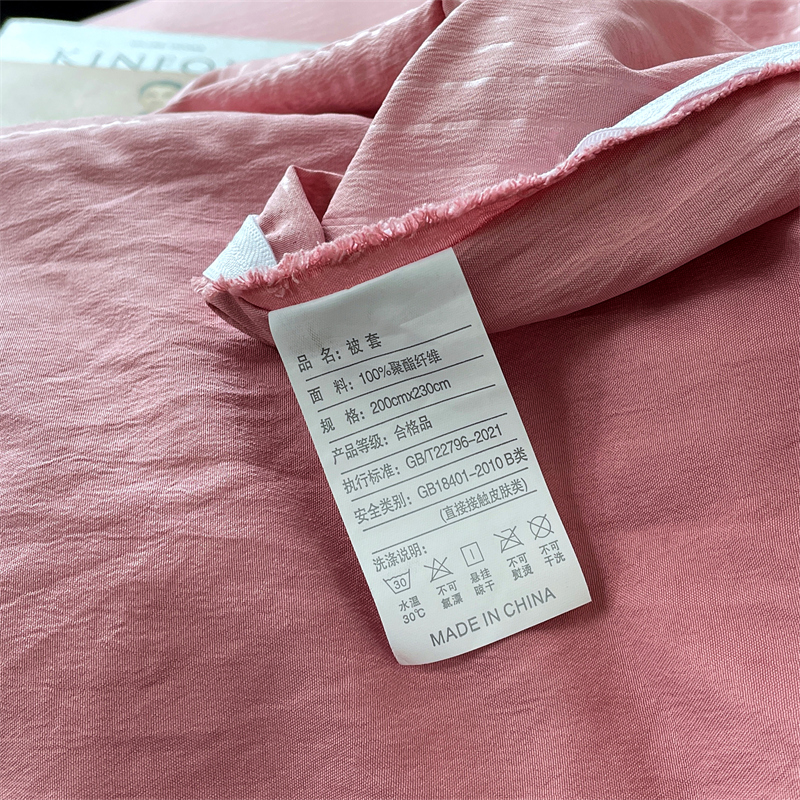 KINFO
品 名：被 套
面 料：100%聚酯纤维
规 格：200cmx230cm
产品等级：合格品
执行标准：GB/T22796-2021
安全类别：GB18401-2010 B类
(直接接触皮肤类)
洗涤说明：
30
水温 30℃
不可 氯漂
悬挂 晾干
不可 熨烫
不可 干洗
MADE IN CHINA